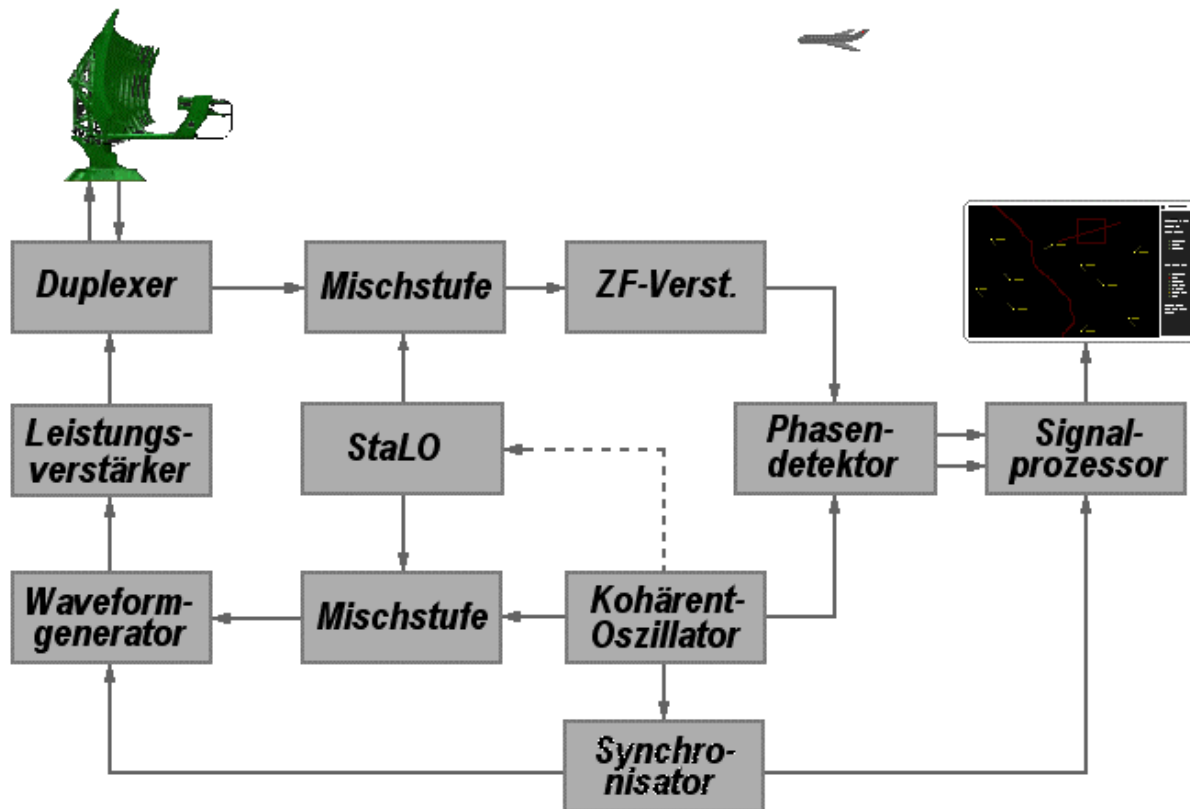 Duplexer
Mischstufe
ZF-Verst.
Leistungs-
verstärker
StaLO
Phasen-
detektor
Signal-
prozessor
Waveform-
generator
Mischstufe
Kohärent-
Oszillator
Synchro-
nisator